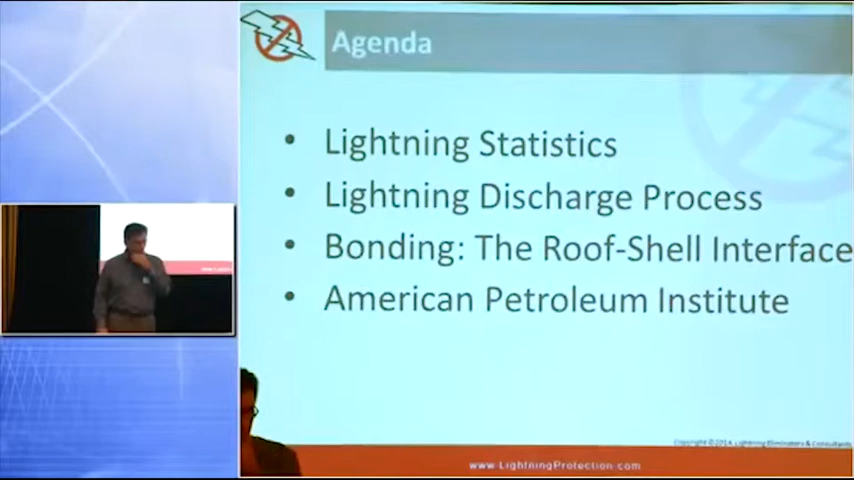 Agenda
• Lightning Statistics
• Lightning Discharge Process
• Bonding: The Roof-Shell Interface
• American Petroleum Institute
Copyright ©2014 Lightning Eliminators & Consultants
www.LightningProtection.com